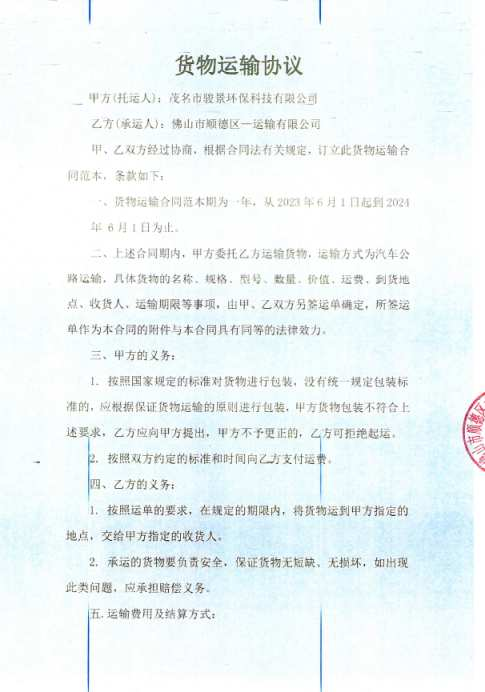 货物运输协议
甲方(托运人)：茂名市骏景环保科技有限公司
乙方(承运人)：佛山市顺德区一运输有限公司
甲、乙双方经过协商，根据合同法有关规定，订立此货物运输合
同范本，条款如下：
一、货物运输合同范本期为一年，从 2023 年 6 月 1 日起到 2024
年 6 月 1 日为止。
二、上述合同期内，甲方委托乙方运输货物，运输方式为汽车公
路运输，具体货物的名称、规格、型号、数量、价值、运费、到货地
点、收货人、运输期限等事项，由甲、乙双方另签运单确定，所签运
单作为本合同的附件与本合同具有同等的法律效力。
三、甲方的义务：
1. 按照国家规定的标准对货物进行包装，没有统一规定包装标
准的，应根据保证货物运输的原则进行包装，甲方货物包装不符合上
述要求，乙方应向甲方提出，甲方不予更正的，乙方可拒绝起运。
2. 按照双方约定的标准和时间向乙方支付运费。
四、乙方的义务：
1. 按照运单的要求，在规定的期限内，将货物运到甲方指定的
地点，交给甲方指定的收货人。
2. 承运的货物要负责安全，保证货物无短缺、无损坏，如出现
此类问题，应承担赔偿义务。
五.运输费用及结算方式：
山市顺德区